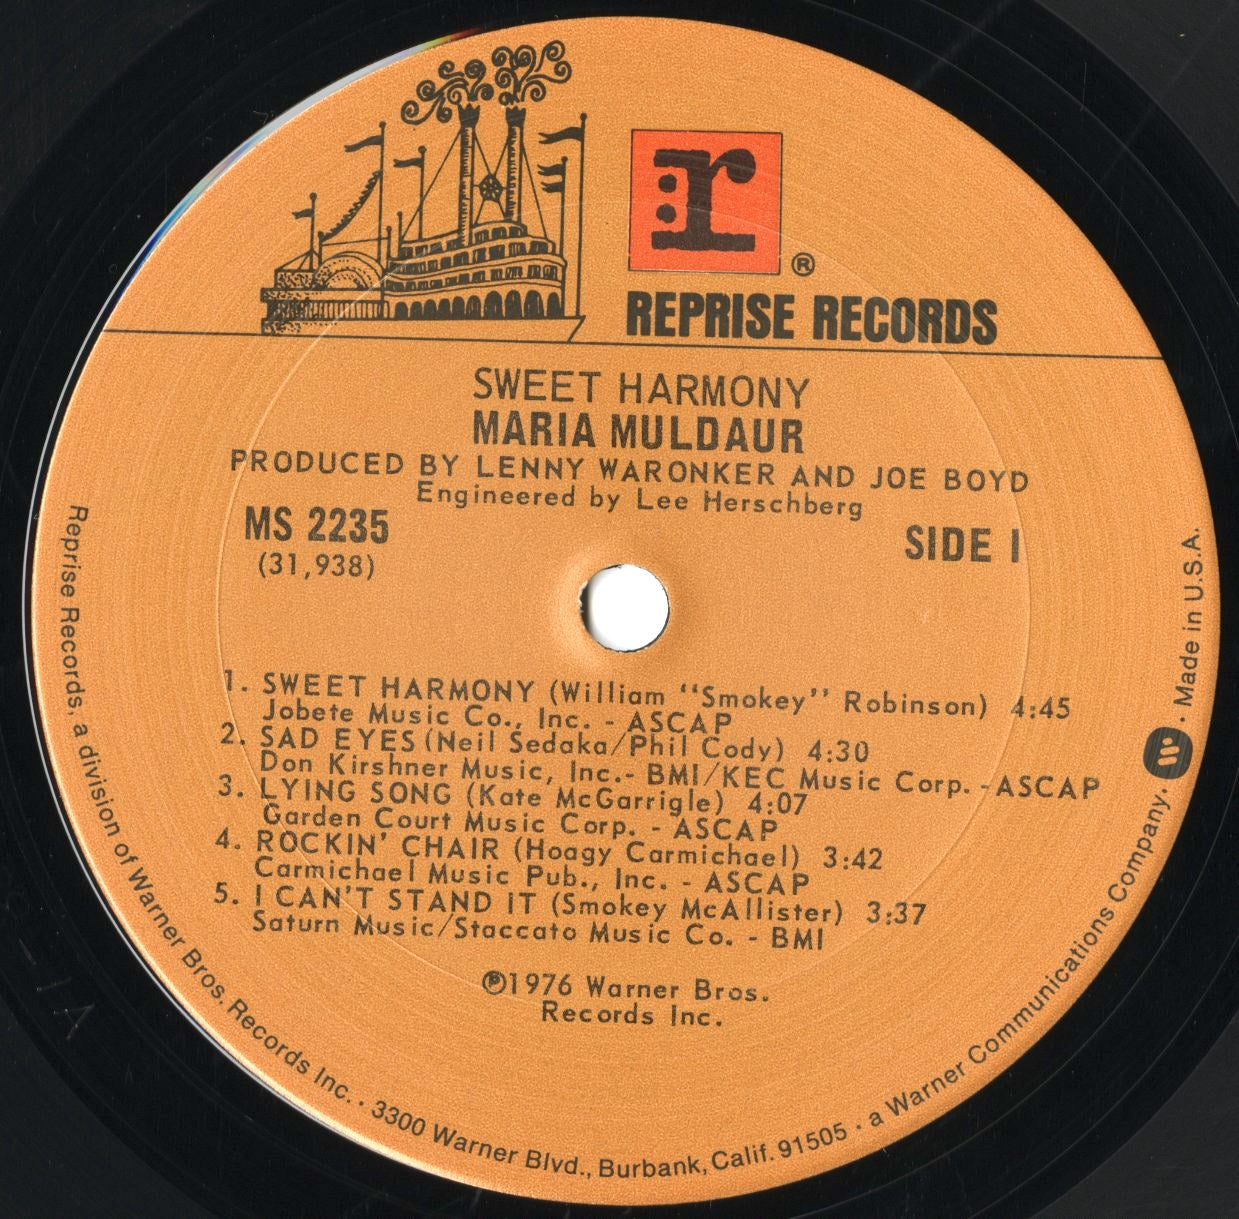 r
®
REPRISE RECORDS
SWEET HARMONY
MARIA MULDAUR
PRODUCED BY LENNY WARONKER AND JOE BOYD
Engineered by Lee Herschberg
MS 2235
(31,938)
SIDE I
1. SWEET HARMONY (William "Smokey" Robinson) 4:45
Jobete Music Co., Inc. - ASCAP
2. SAD EYES (Neil Sedaka/Phil Cody) 4:30
Don Kirshner Music, Inc.- BMI/KEC Music Corp. - ASCAP
3. LYING SONG (Kate McGarrigle) 4:07
Garden Court Music Corp. - ASCAP
4. ROCKIN' CHAIR (Hoagy Carmichael) 3:42
Carmichael Music Pub., Inc. - ASCAP
5. I CAN'T STAND IT (Smokey McAllister) 3:37
Saturn Music/Staccato Music Co. - BMI
℗1976 Warner Bros.
Records Inc.
Reprise Records, a division of Warner Bros. Records Inc. · 3300 Warner Blvd., Burbank, Calif. 91505 · a Warner Communications Company. · Made in U.S.A.